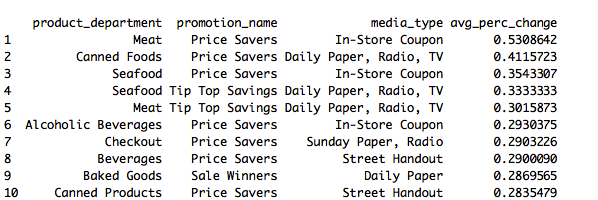 product_department promotion_name media_type avg_perc_change
1 Meat Price Savers In-Store Coupon 0.5308642
2 Canned Foods Price Savers Daily Paper, Radio, TV 0.4115723
3 Seafood Price Savers In-Store Coupon 0.3543307
4 Seafood Tip Top Savings Daily Paper, Radio, TV 0.3333333
5 Meat Tip Top Savings Daily Paper, Radio, TV 0.3015873
6 Alcoholic Beverages Price Savers In-Store Coupon 0.2930375
7 Checkout Price Savers Sunday Paper, Radio 0.2903226
8 Beverages Price Savers Street Handout 0.2900090
9 Baked Goods Sale Winners Daily Paper 0.2869565
10 Canned Products Price Savers Street Handout 0.2835479